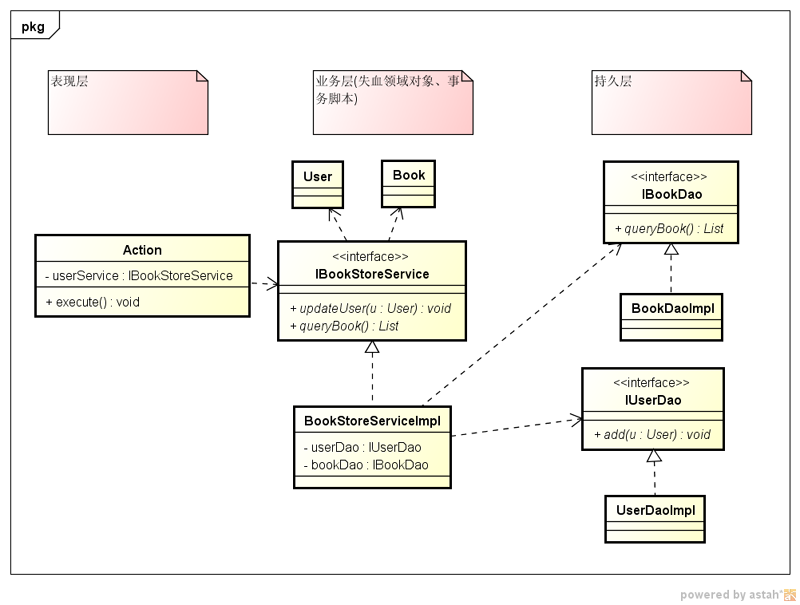 pkg
表现层
业务层(失血领域对象、事
务脚本)
持久层
User
Book
<<interface>>
IBookDao
+ queryBook() : List
Action
- userService : IBookStoreService
+ execute() : void
<<interface>>
IBookStoreService
+ updateUser(u : User) : void
+ queryBook() : List
BookDaoImpl
<<interface>>
IUserDao
+ add(u : User) : void
BookStoreServiceImpl
- userDao : IUserDao
- bookDao : IBookDao
UserDaoImpl
powered by astah*